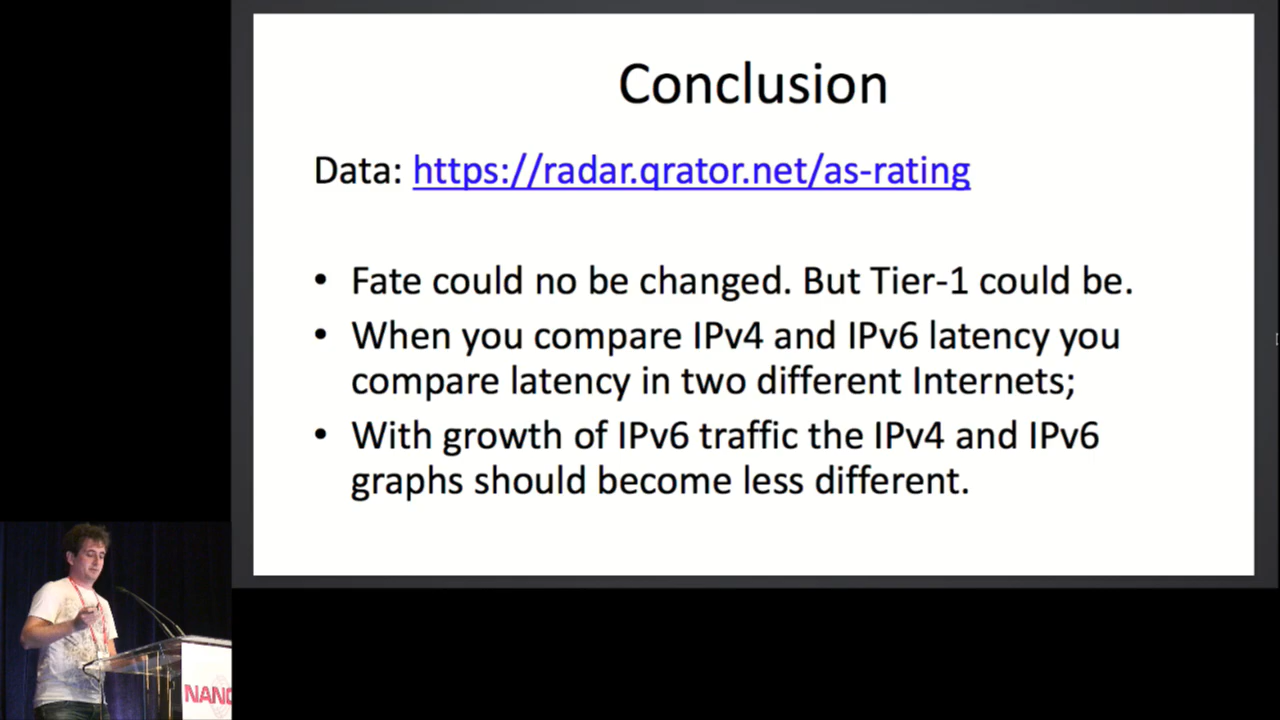 Conclusion
Data: https://radar.qrator.net/as-rating
• Fate could no be changed. But Tier-1 could be.
• When you compare IPv4 and IPv6 latency you
compare latency in two different Internets;
• With growth of IPv6 traffic the IPv4 and IPv6
graphs should become less different.
NANO